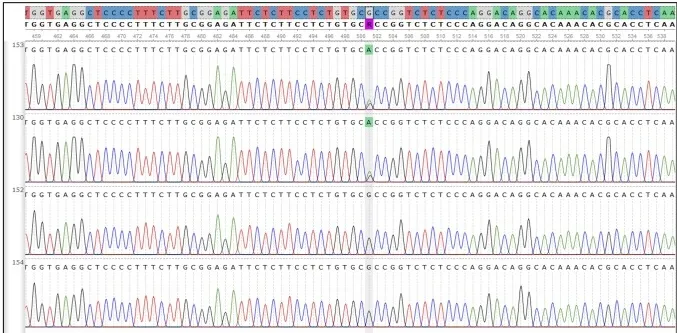 TGGTGAGGCTCCCCTTTCTTGCGGAGATTCTCTTCCTCTGTGCGCCGGTCTCTCCCAGGACAGGCACAAACACGCACCTCAA
TGGTGAGGCTCCCCTTTCTTGCGGAGATTCTCTTCCTCTGTGCRCCGGTCTCTCCCAGGACAGGCACAAACACGCACCTCAA
153
TGGTGAGGCTCCCCTTTCTTGCGGAGATTCTCTTCCTCTGTGCACCGGTCTCTCCCAGGACAGGCACAAACACGCACCTCAA
130
TGGTGAGGCTCCCCTTTCTTGCGGAGATTCTCTTCCTCTGTGCACCGGTCTCTCCCAGGACAGGCACAAACACGCACCTCAA
152
TGGTGAGGCTCCCCTTTCTTGCGGAGATTCTCTTCCTCTGTGCGCCGGTCTCTCCCAGGACAGGCACAAACACGCACCTCAA
154
TGGTGAGGCTCCCCTTTCTTGCGGAGATTCTCTTCCTCTGTGCGCCGGTCTCTCCCAGGACAGGCACAAACACGCACCTCAA